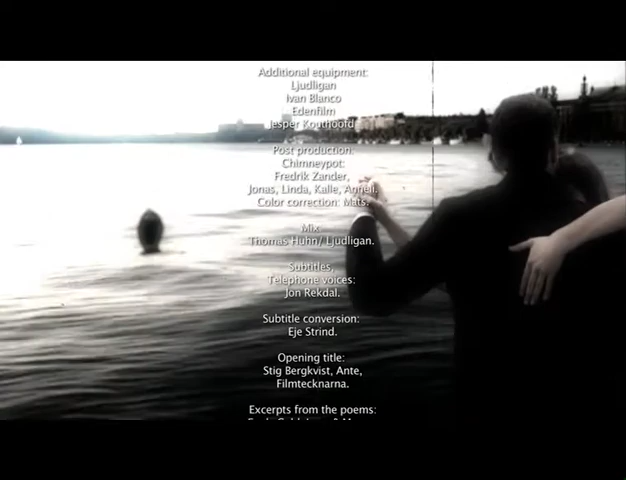 Additional equipment:
Ljudligan
Ivan Blanco
Edenfilm
Jesper Kouthoofd
Post production:
Chimneypot:
Fredrik Zander,
Jonas, Linda, Kalle, Anneli.
Color correction: Mats.
Mix
Thomas Huhn/ Ljudligan.
Subtitles,
Telephone voices:
Jon Rekdal.
Subtitle conversion:
Eje Strind.
Opening title:
Stig Bergkvist, Ante,
Filmtecknarna.
Excerpts from the poems: